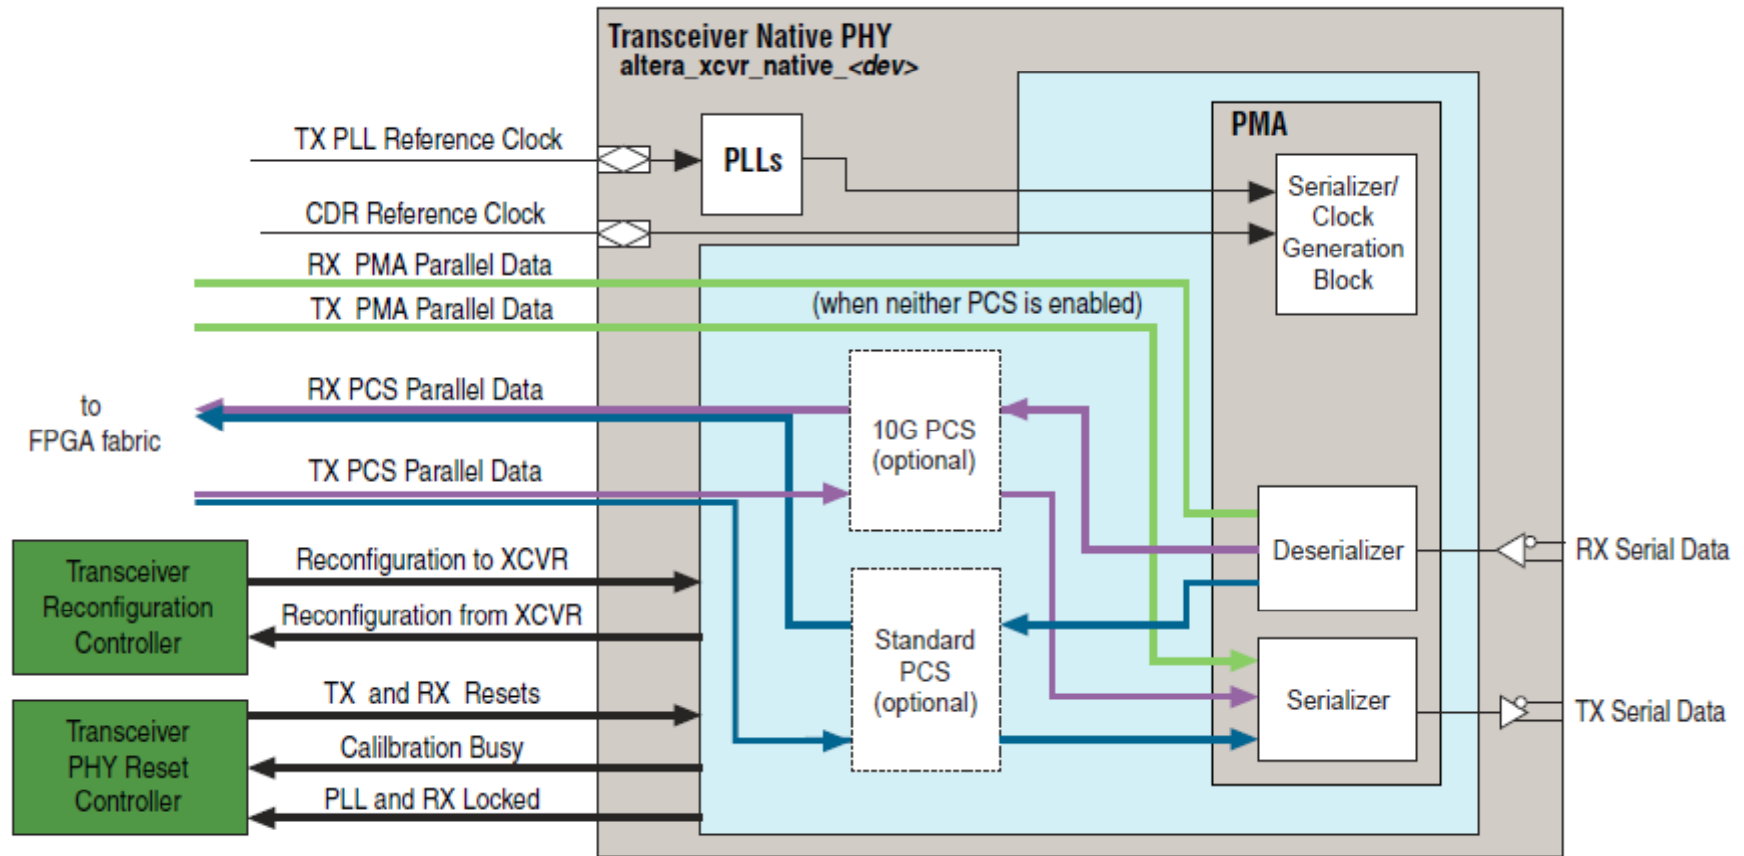 Transceiver Native PHY
altera_xcvr_native_<dev>
TX PLL Reference Clock
PLLs
PMA
Serializer/
Clock
Generation
Block
CDR Reference Clock
RX PMA Parallel Data
TX PMA Parallel Data
(when neither PCS is enabled)
RX PCS Parallel Data
to
FPGA fabric
10G PCS
(optional)
TX PCS Parallel Data
Transceiver
Reconfiguration
Controller
Reconfiguration to XCVR
Reconfiguration from XCVR
Deserializer
RX Serial Data
Standard
PCS
(optional)
Serializer
TX Serial Data
Transceiver
PHY Reset
Controller
TX and RX Resets
Calilbration Busy
PLL and RX Locked